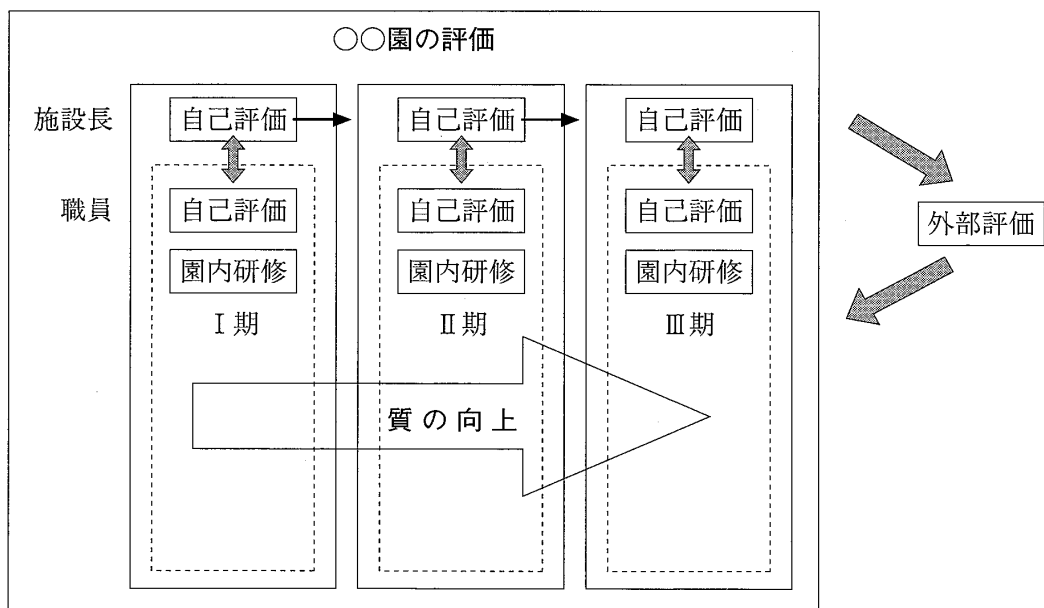 ○○園の評価
施設長
自己評価
自己評価
自己評価
職員
自己評価
自己評価
自己評価
外部評価
園内研修
園内研修
園内研修
Ⅰ期
Ⅱ期
Ⅲ期
質の向上